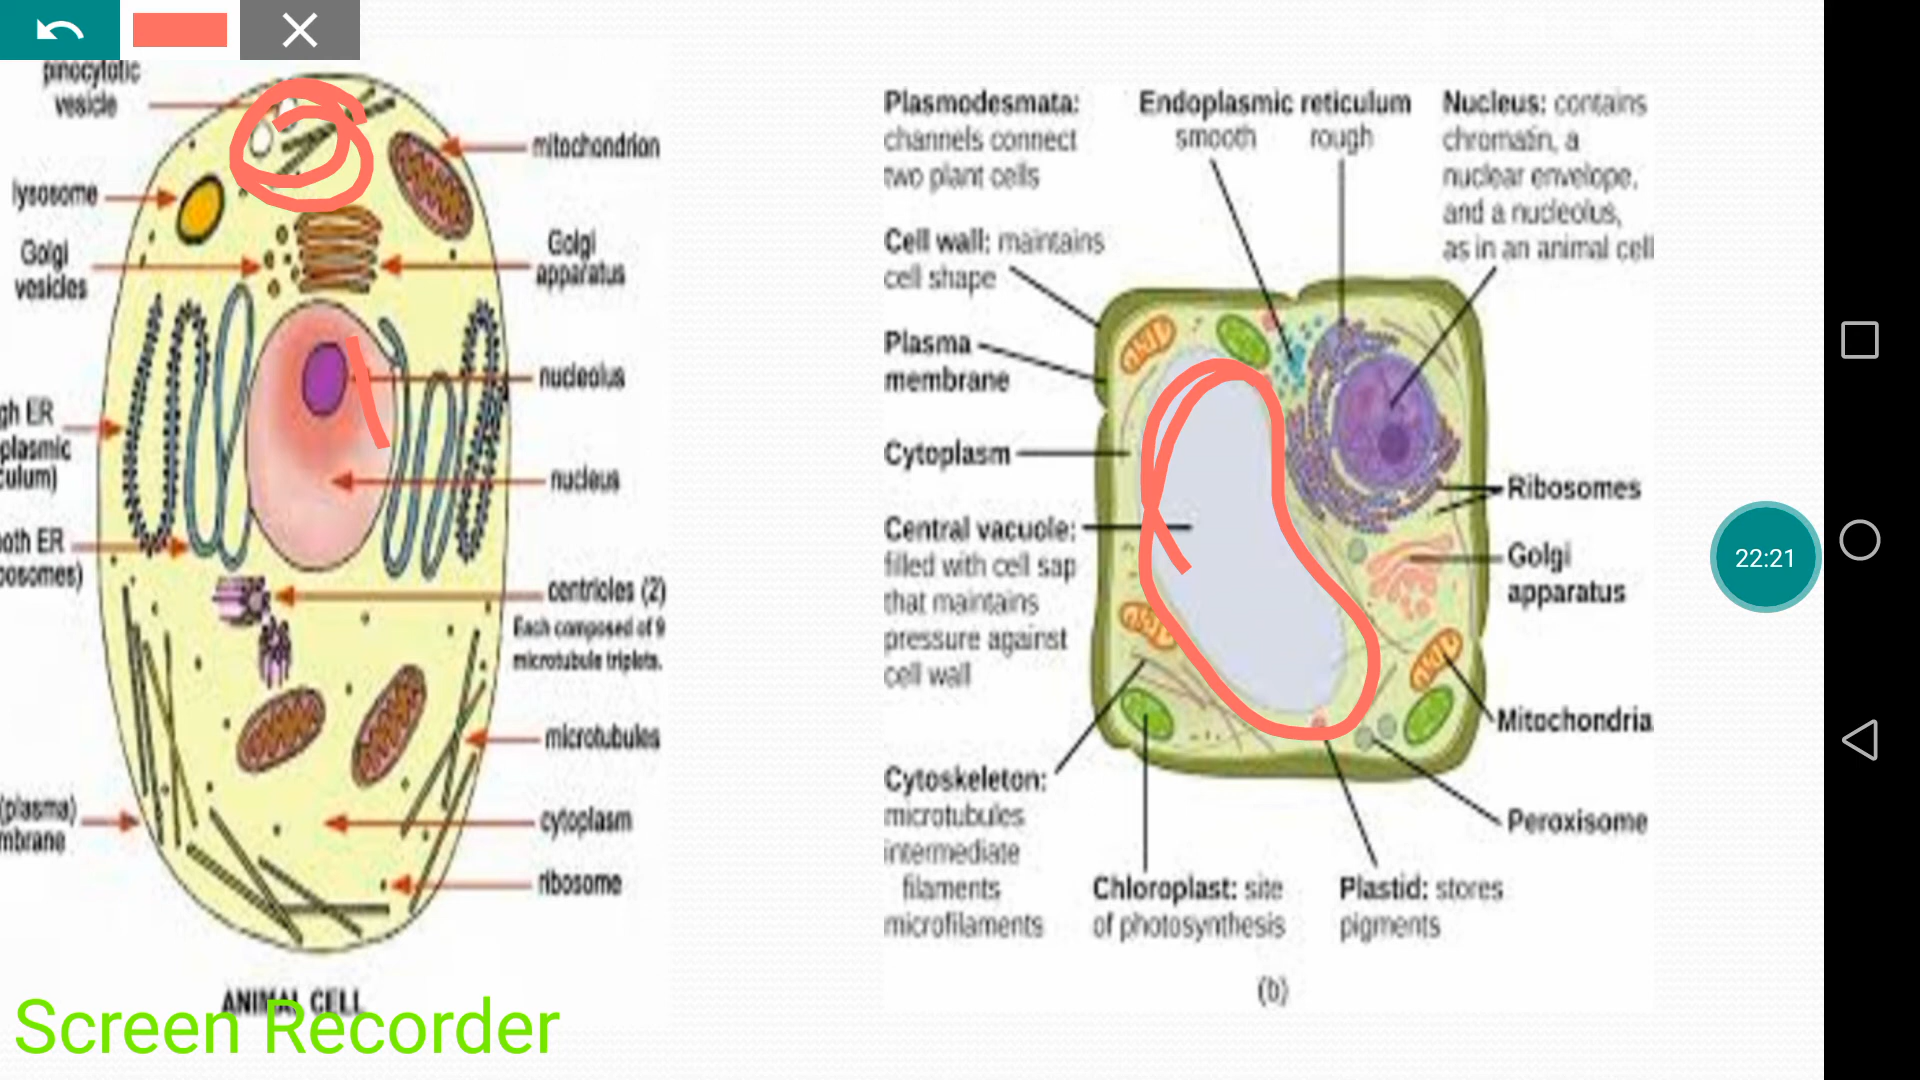 pinocytotic
vesicle
lysosome
Golgi
vesicles
gh ER
plasmic
culum)
oth ER
osomes)
(plasma)
mbrane
mitochondrion
Golgi
apparatus
nucleolus
nucleus
centrioles (2)
Each composed of 9
microtubule triplets.
microtubules
cytoplasm
ribosome
ANIMAL CELL
Screen Recorder
Plasmodesmata:
channels connect
two plant cells
Cell wall: maintains
cell shape
Plasma
membrane
Cytoplasm
Central vacuole:
filled with cell sap
that maintains
pressure against
cell wall
Cytoskeleton:
microtubules
intermediate
filaments
microfilaments
Endoplasmic reticulum
smooth rough
Nucleus: contains
chromatin, a
nuclear envelope,
and a nucleolus,
as in an animal cell
Ribosomes
Golgi
apparatus
Mitochondria
Peroxisome
Chloroplast: site
of photosynthesis
Plastid: stores
pigments
(b)
22:21